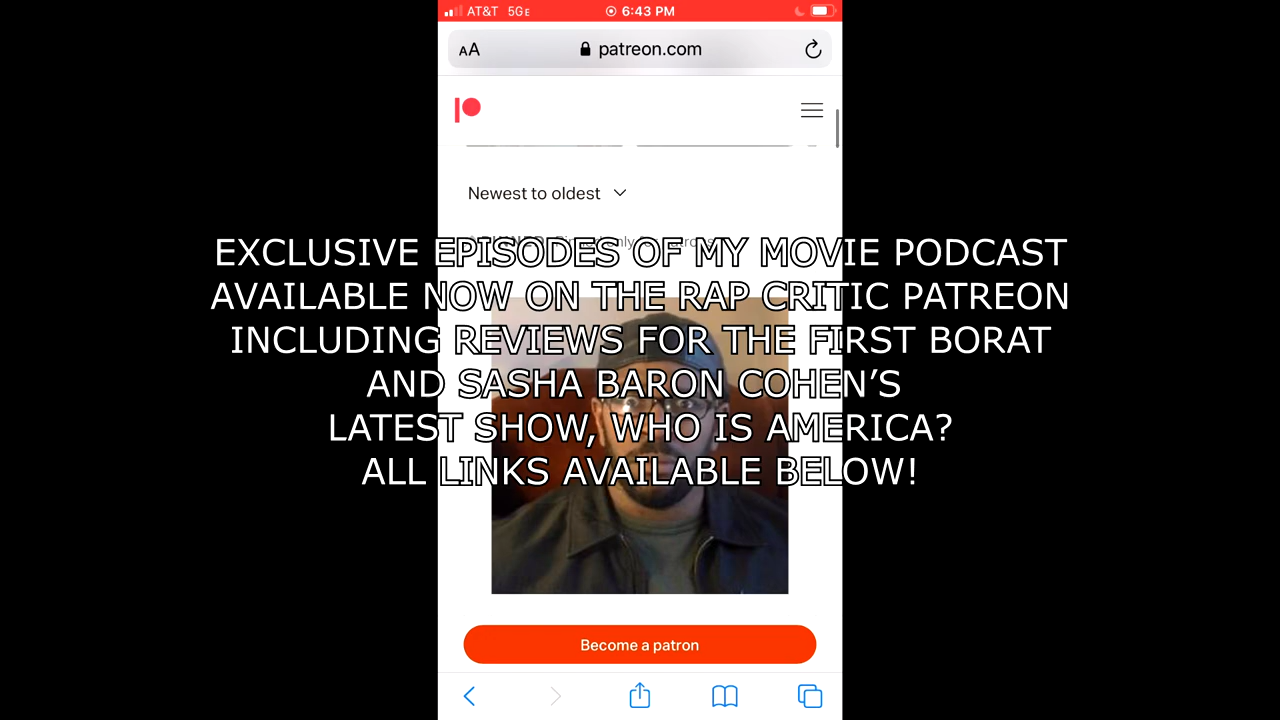 AT&T 5GE 6:43 PM
AA patreon.com
Newest to oldest
EXCLUSIVE EPISODES OF MY MOVIE PODCAST
AVAILABLE NOW ON THE RAP CRITIC PATREON
INCLUDING REVIEWS FOR THE FIRST BORAT
AND SASHA BARON COHEN’S
LATEST SHOW, WHO IS AMERICA?
ALL LINKS AVAILABLE BELOW!
Become a patron